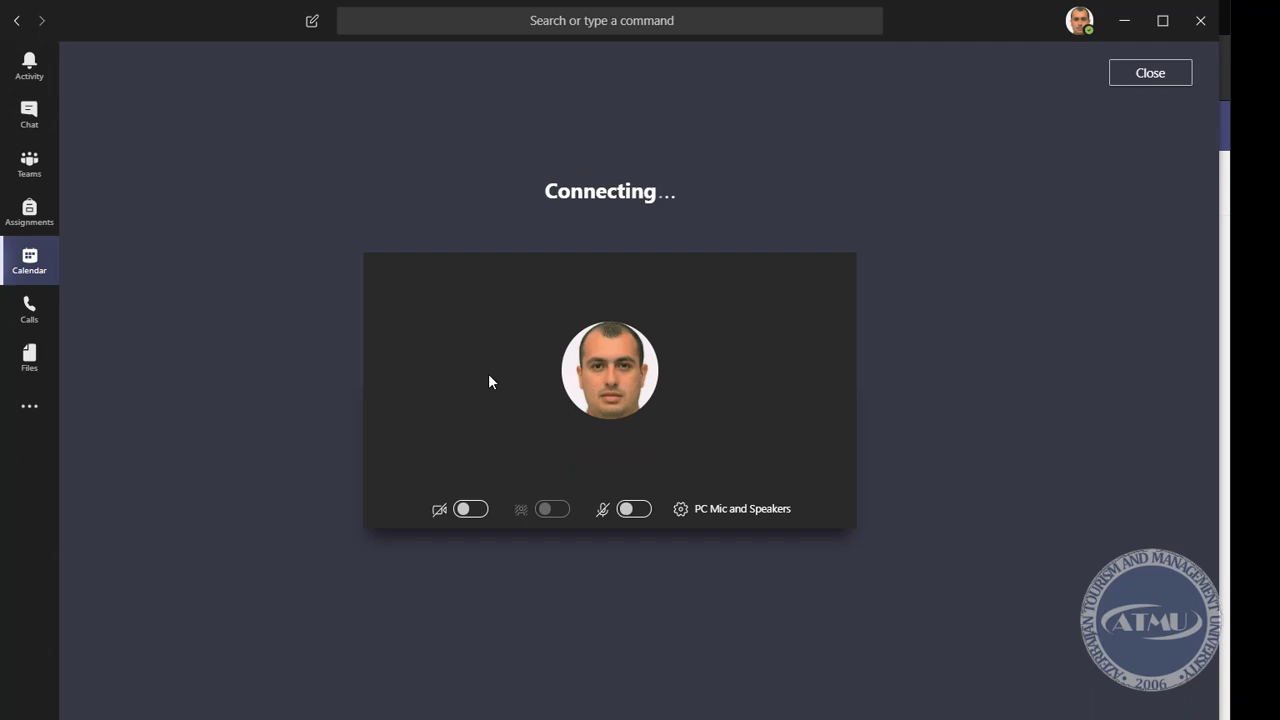 Search or type a command
Activity
Chat
Teams
Assignments
Calendar
Calls
Files
Close
Connecting...
PC Mic and Speakers
AZERBAIJAN TOURISM AND MANAGEMENT UNIVERSITY
ATMU
2006